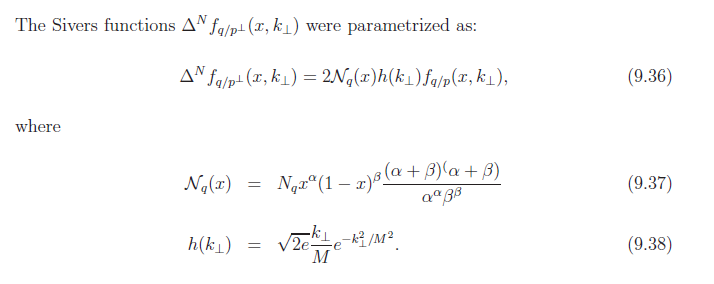 The Sivers functions $\Delta^N f_{q/p^\perp}(x, k_\perp)$ were parametrized as:
$\Delta^N f_{q/p^\perp}(x, k_\perp) = 2\mathcal{N}_q(x)h(k_\perp)f_{q/p}(x, k_\perp),$ (9.36)
where
$\mathcal{N}_q(x) = N_q x^\alpha (1-x)^\beta \frac{(\alpha+\beta)^(\alpha+\beta)}{\alpha^\alpha \beta^\beta}$ (9.37)
$h(k_\perp) = \sqrt{2e}\frac{k_\perp}{M}e^{-k_\perp^2/M^2}.$ (9.38)